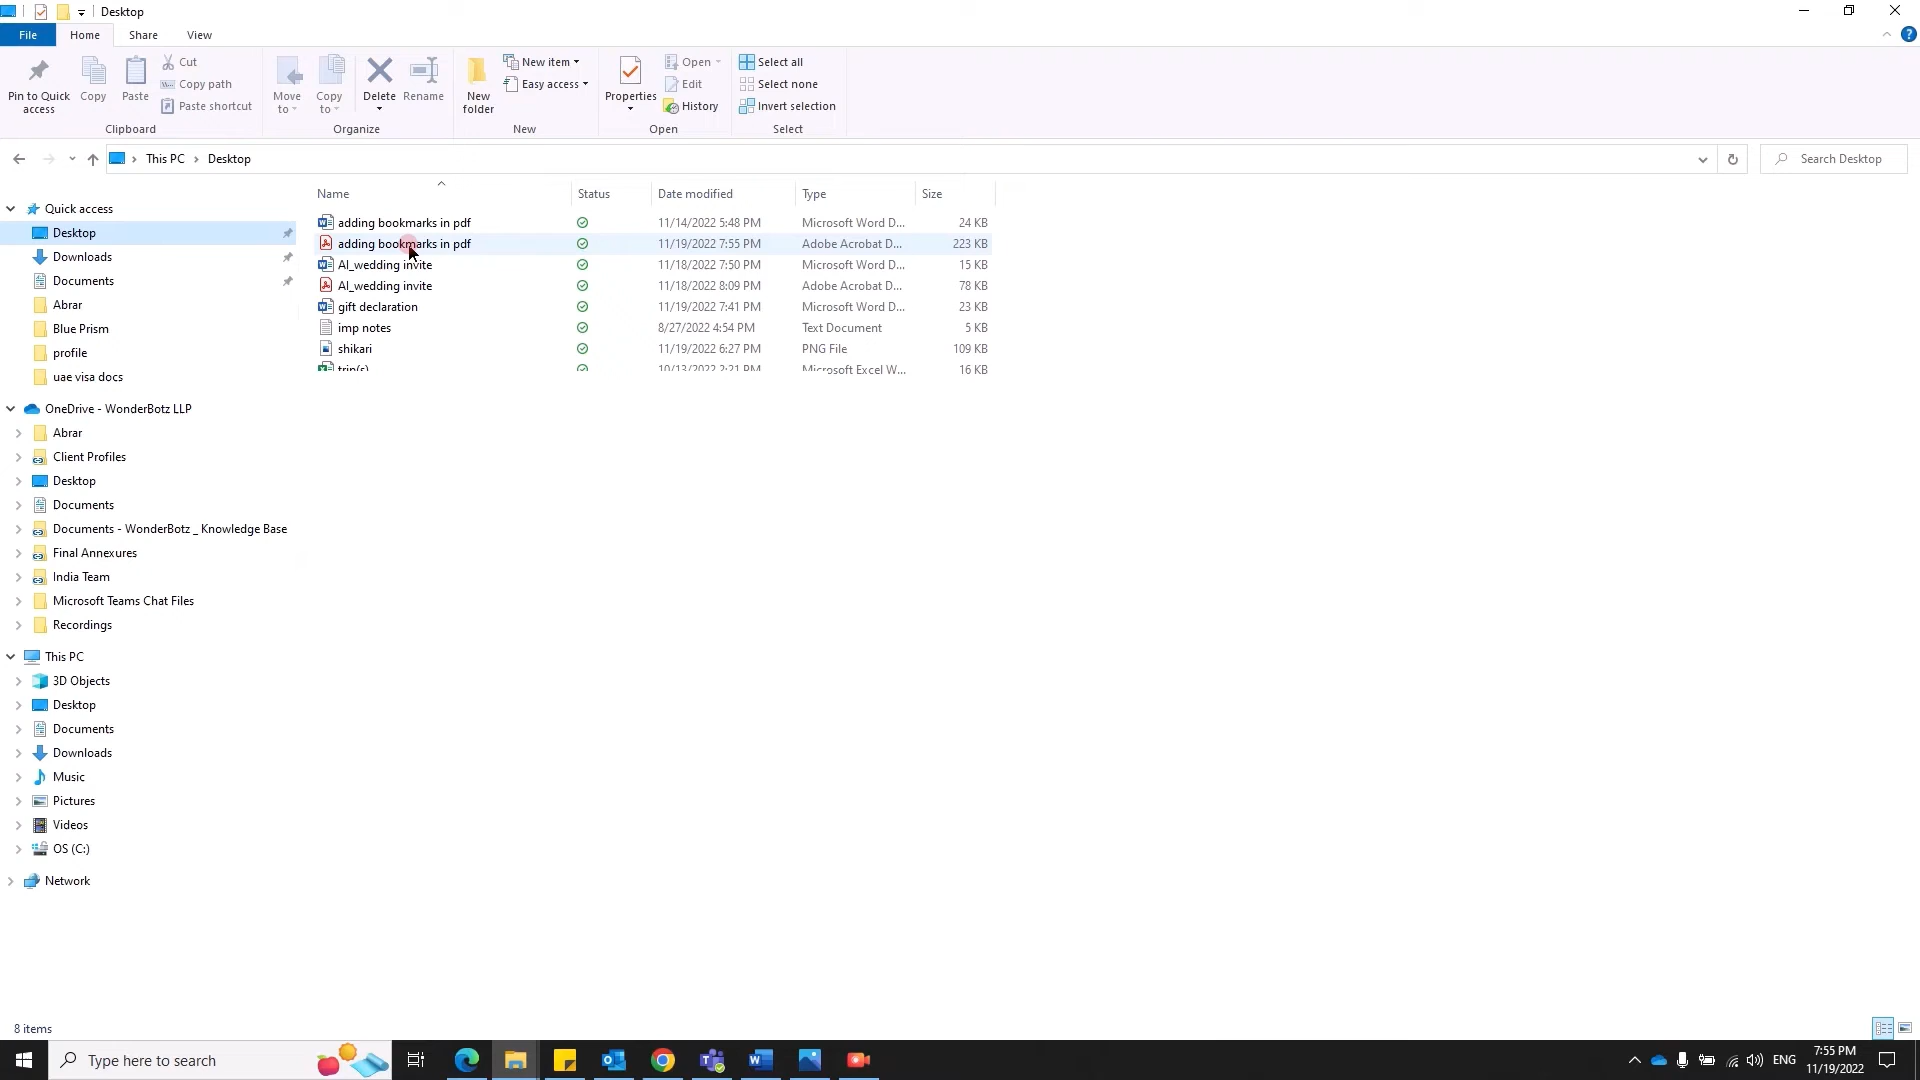 Desktop
File Home Share View
Pin to Quick access
Copy
Paste
Cut
Copy path
Paste shortcut
Clipboard
Move to
Copy to
Delete
Rename
Organize
New folder
New item
Easy access
New
Properties
Open
Edit
History
Open
Select all
Select none
Invert selection
Select
This PC > Desktop
Search Desktop
Name Status Date modified Type Size
adding bookmarks in pdf 11/14/2022 5:48 PM Microsoft Word D... 24 KB
adding bookmarks in pdf 11/19/2022 7:55 PM Adobe Acrobat D... 223 KB
AI_wedding invite 11/18/2022 7:50 PM Microsoft Word D... 15 KB
AI_wedding invite 11/18/2022 8:09 PM Adobe Acrobat D... 78 KB
gift declaration 11/19/2022 7:41 PM Microsoft Word D... 23 KB
imp notes 8/27/2022 4:54 PM Text Document 5 KB
shikari 11/19/2022 6:27 PM PNG File 109 KB
trip(s) 10/13/2022 2:21 PM Microsoft Excel W... 16 KB
Quick access
Desktop
Downloads
Documents
Abrar
Blue Prism
profile
uae visa docs
OneDrive - WonderBotz LLP
Abrar
Client Profiles
Desktop
Documents
Documents - WonderBotz _ Knowledge Base
Final Annexures
India Team
Microsoft Teams Chat Files
Recordings
This PC
3D Objects
Desktop
Documents
Downloads
Music
Pictures
Videos
OS (C:)
Network
8 items
Type here to search
ENG
7:55 PM
11/19/2022